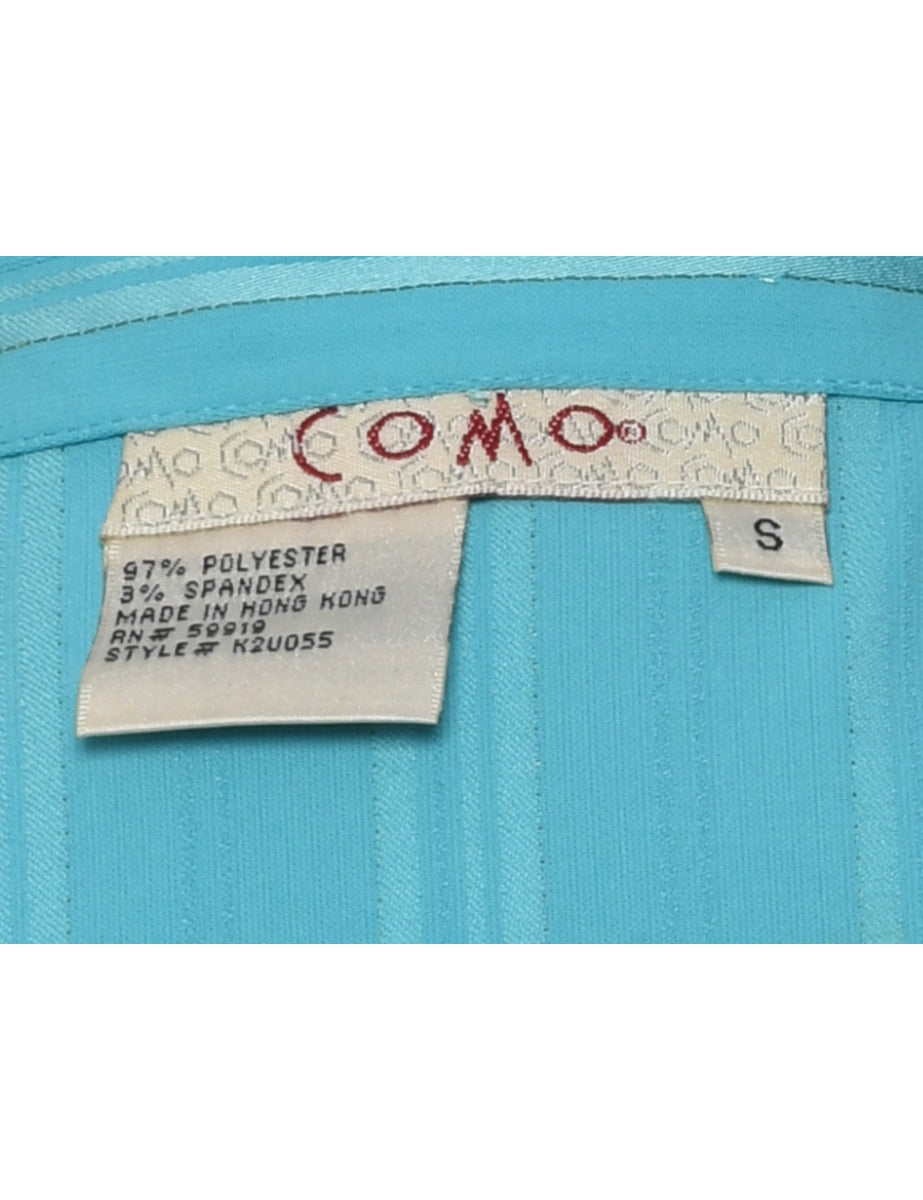 COMO®
S
97% POLYESTER
3% SPANDEX
MADE IN HONG KONG
RN# 59919
STYLE# K2U055